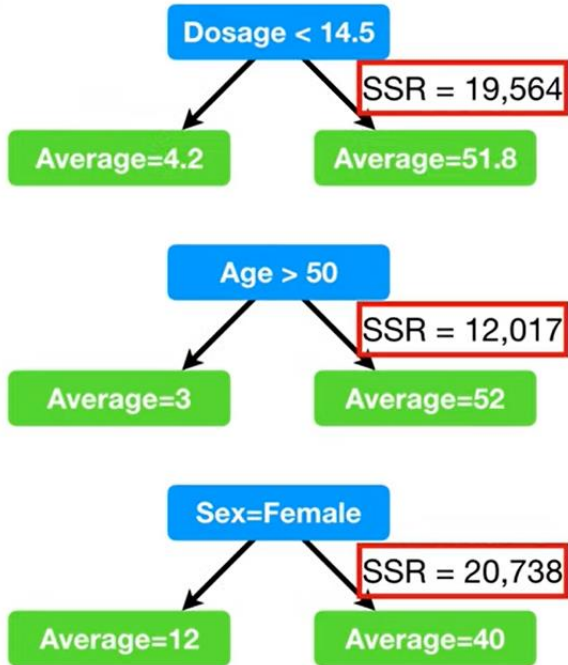 Dosage < 14.5
SSR = 19,564
Average=4.2
Average=51.8
Age > 50
SSR = 12,017
Average=3
Average=52
Sex=Female
SSR = 20,738
Average=12
Average=40